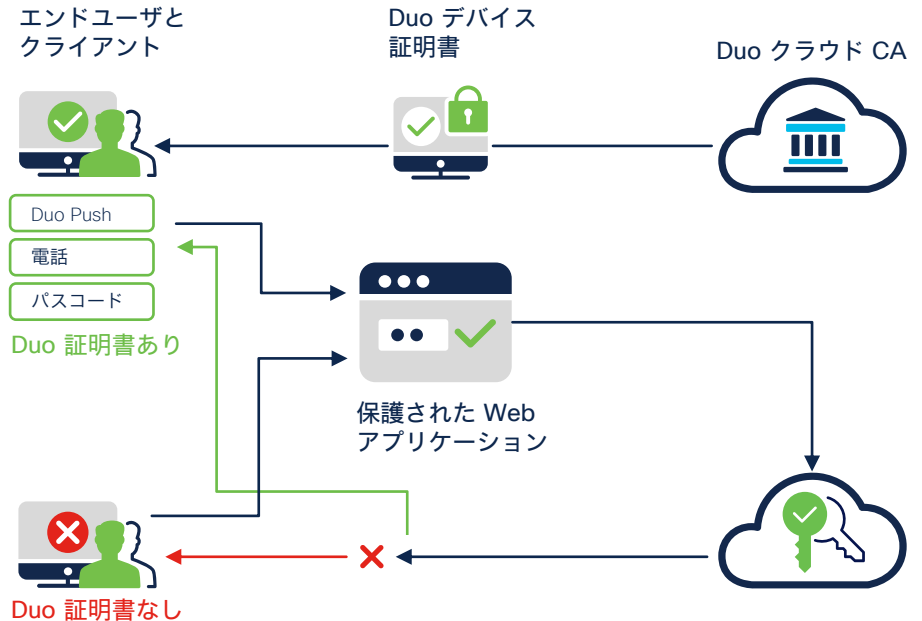 エンドユーザと
クライアント
Duo デバイス
証明書
Duo クラウド CA
Duo Push
電話
パスコード
Duo 証明書あり
保護された Web
アプリケーション
Duo 証明書なし